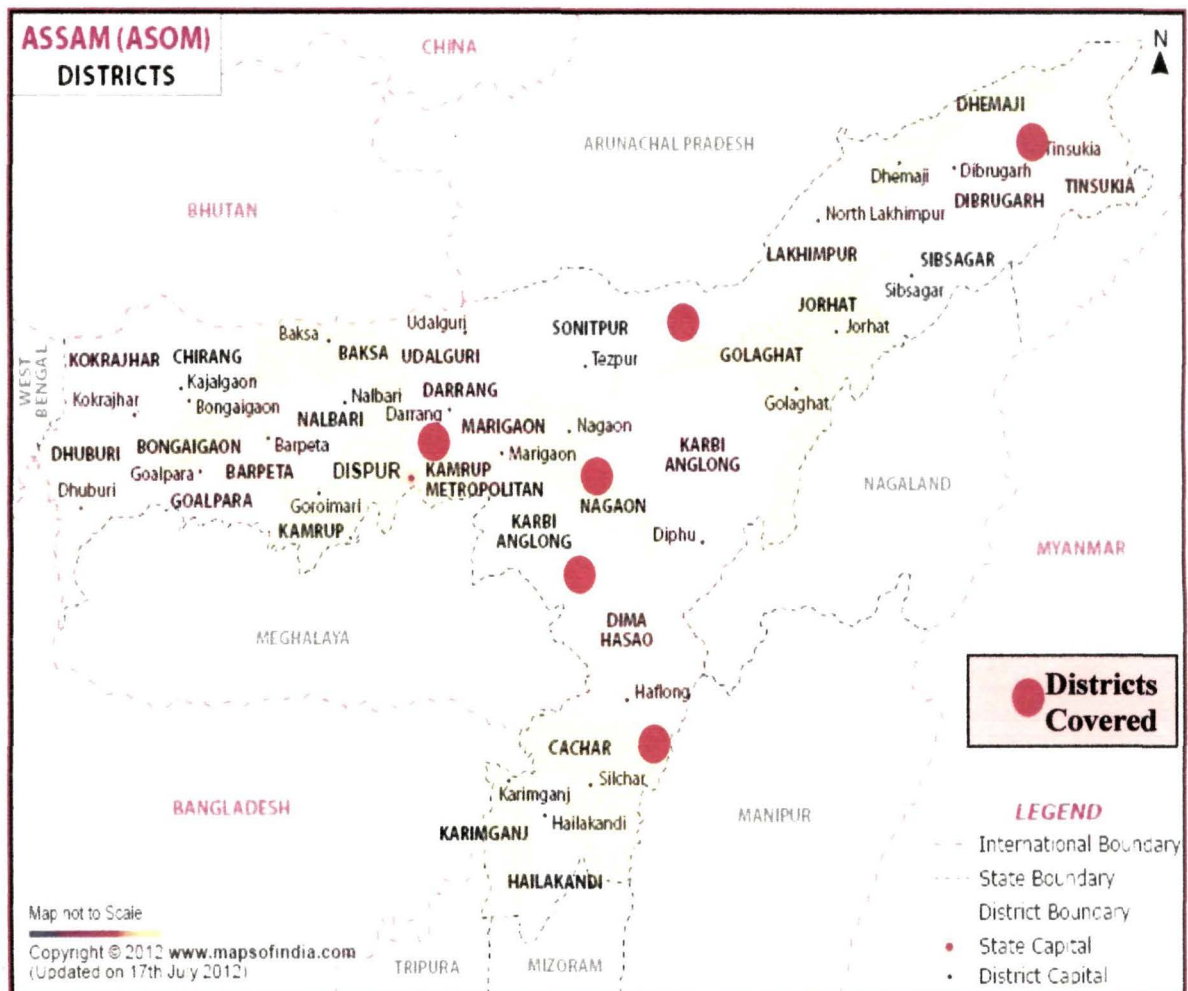 ASSAM (ASOM)
DISTRICTS
CHINA
N
DHEMAJI
ARUNACHAL PRADESH
Tinsukia
Dhemaji
Dibrugarh
TINSUKIA
DIBRUGARH
BHUTAN
North Lakhimpur
LAKHIMPUR
SIBSAGAR
Sibsagar
JORHAT
Jorhat
Udalguri
SONITPUR
Baksa
BAKSA
UDALGURI
GOLAGHAT
WEST
BENGAL
KOKRAJHAR
CHIRANG
Tezpur
Kajalgaon
Kokrajhar
Bongaigaon
Nalbari
DARRANG
Golaghat
NALBARI
Darrang
MARIGAON
Nagaon
DHUBURI
BONGAIGAON
Barpeta
Marigaon
KARBI
ANGLONG
Goalpara
BARPETA
DISPUR
KAMRUP
METROPOLITAN
NAGALAND
Dhuburi
GOALPARA
Goroimari
NAGAON
KAMRUP
KARBI
ANGLONG
Diphu
MYANMAR
MEGHALAYA
DIMA
HASAO
Haflong
Districts
Covered
CACHAR
Silchar
Karimganj
BANGLADESH
Hailakandi
MANIPUR
KARIMGANJ
HAILAKANDI
LEGEND
International Boundary
State Boundary
District Boundary
State Capital
District Capital
Map not to Scale
Copyright © 2012 www.mapsofindia.com
(Updated on 17th July 2012)
TRIPURA
MIZORAM